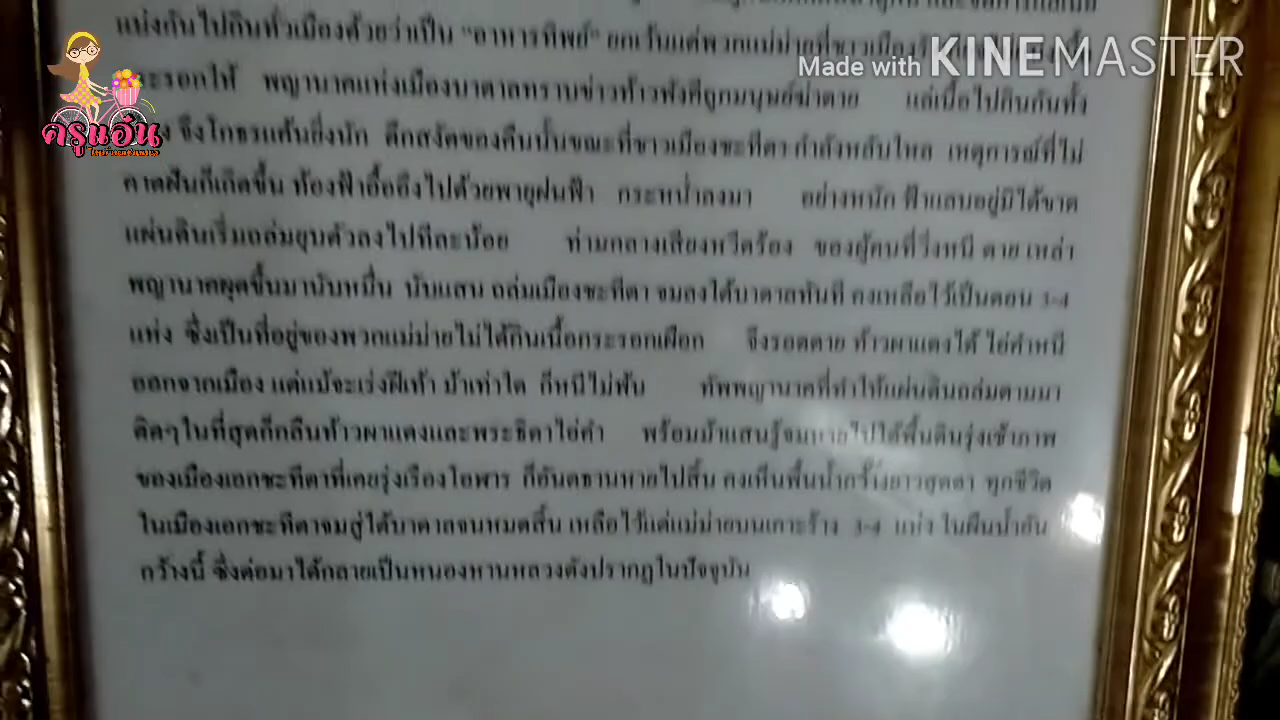 แบ่งกันไปกินทั่วเมืองด้วยว่าเป็น "อาหารทิพย์" ยกเว้นแต่พวกแม่ม่ายที่ชาวเมือง
Made with KINEMASTER
กระรอกให้ พญานาคแห่งเมืองบาดาลทราบข่าวท้าวพังคีถูกมนุษย์ฆ่าตาย แล่เนื้อไปกินกันทั้ง
ครูแอ๋น
จึงโกรธแค้นยิ่งนัก ดึกสงัดของคืนนั้นขณะที่ชาวเมืองชะทีตา กำลังหลับไหล เหตุการณ์ที่ไม่
คาดฝันก็เกิดขึ้น ท้องฟ้าอื้ออึงไปด้วยพายุฝนฟ้า กระหน่ำลงมา อย่างหนัก ฟ้าแลบอยู่มิได้ขาด
แผ่นดินเริ่มถล่มยุบตัวลงไปทีละน้อย ท่ามกลางเสียงหวีดร้อง ของผู้คนที่วิ่งหนี ตาย เหล่า
พญานาคผุดขึ้นมานับหมื่น นับแสน ถล่มเมืองชะทีตา จมลงใต้บาดาลทันที คงเหลือไว้เป็นดอน 3-4
แห่ง ซึ่งเป็นที่อยู่ของพวกแม่ม่ายไม่ได้กินเนื้อกระรอกเผือก จึงรอดตาย ท้าวผาแดงได้ ไอ่คำหนี
ออกจากเมือง แต่แม้จะเร่งฝีเท้า ม้าเท่าใด ก็หนีไม่พ้น ทัพพญานาคที่ทำให้แผ่นดินถล่มตามมา
ติดๆในที่สุดก็กลืนท้าวผาแดงและพระธิดาไอ่คำ พร้อมม้าแสนรู้จมหายไปใต้พื้นดินรุ่งเช้าภาพ
ของเมืองเอกชะทีตาที่เคยรุ่งเรืองโอฬาร ก็อันตธานหายไปสิ้น คงเห็นพื้นน้ำกว้างยาวสุดตา ทุกชีวิต
ในเมืองเอกชะทีตาจมสู่ใต้บาดาลจนหมดสิ้น เหลือไว้แต่แม่ม่ายบนเกาะร้าง 3-4 แห่ง ในผืนน้ำอัน
กว้างนี้ ซึ่งต่อมาได้กลายเป็นหนองหานหลวงดังปรากฏในปัจจุบัน